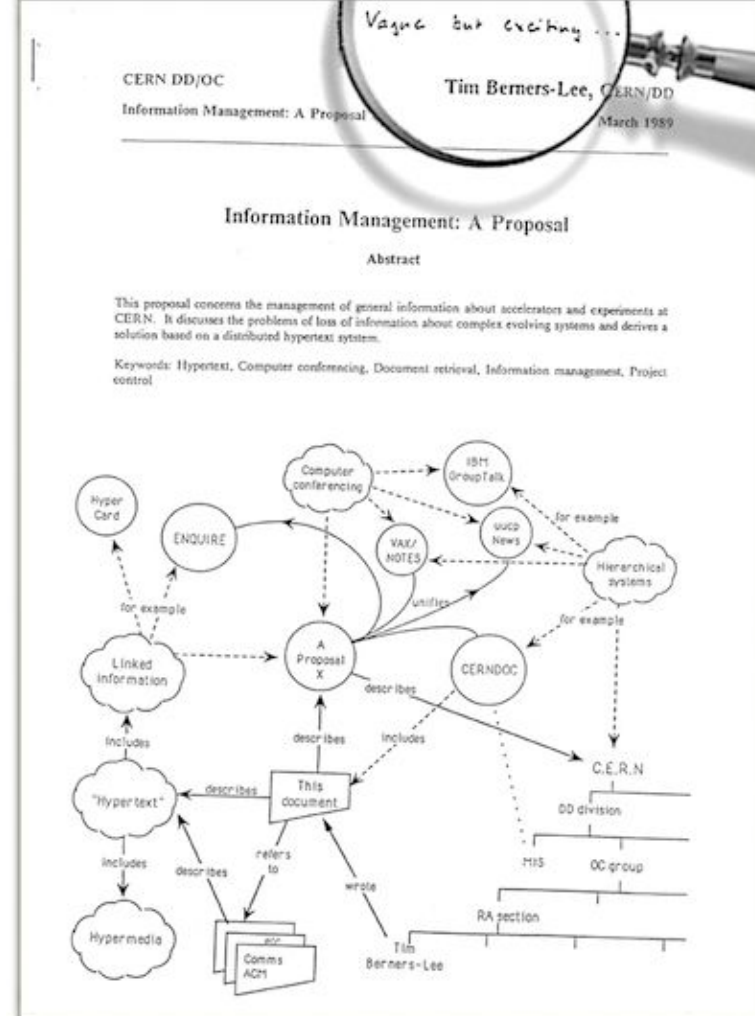 Vague but exciting ...
CERN DD/OC
Tim Berners-Lee, CERN/DD
Information Management: A Proposal
March 1989
Information Management: A Proposal
Abstract
This proposal concerns the management of general information about accelerators and experiments at
CERN. It discusses the problems of loss of information about complex evolving systems and derives a
solution based on a distributed hypertext sytstem.
Keywords: Hypertext, Computer conferencing, Document retrieval, Information management, Project
control
Computer
conferencing
IBM
GroupTalk
Hyper
Card
ENQUIRE
VAX/
NOTES
uucp
News
for example
Hierarchical
systems
unifies
for example
for example
Linked
information
A
Proposal
X
CERNDOC
describes
includes
describes
includes
C.E.R.N
"Hypertext"
describes
This
document
DD division
includes
describes
refers
to
MIS
OC group
wrote
RA section
Hypermedia
Comms
ACM
Tim
Berners-Lee